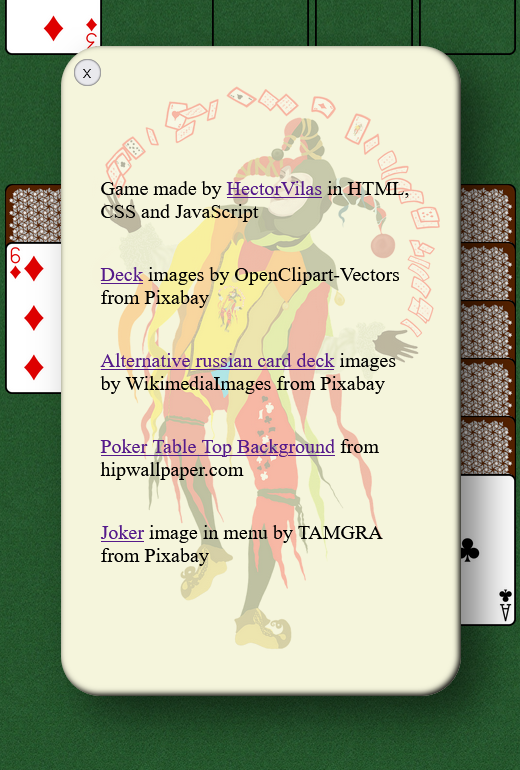 5
X
Game made by HectorVilas in HTML,
CSS and JavaScript
Deck images by OpenClipart-Vectors
from Pixabay
6
Alternative russian card deck images
by WikimediaImages from Pixabay
Poker Table Top Background from
hipwallpaper.com
Joker image in menu by TAMGRA
from Pixabay
A